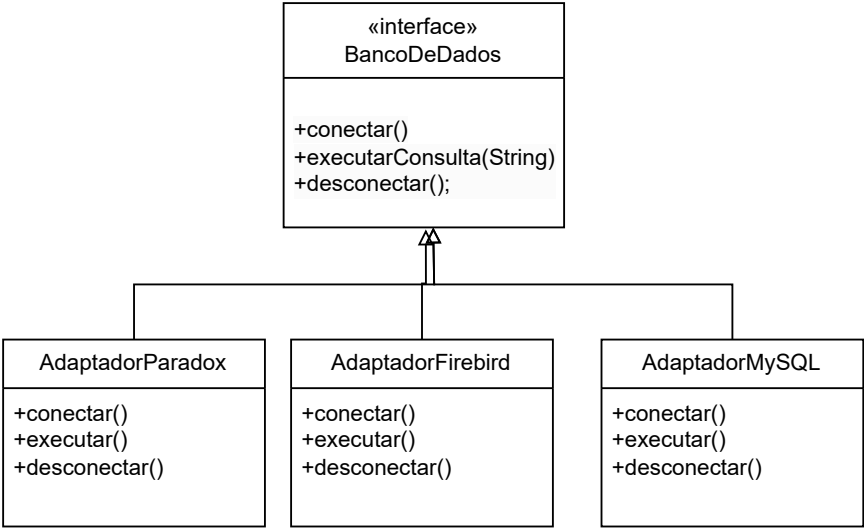 «interface»
BancoDeDados
+conectar()
+executarConsulta(String)
+desconectar();
AdaptadorParadox
+conectar()
+executar()
+desconectar()
AdaptadorFirebird
+conectar()
+executar()
+desconectar()
AdaptadorMySQL
+conectar()
+executar()
+desconectar()